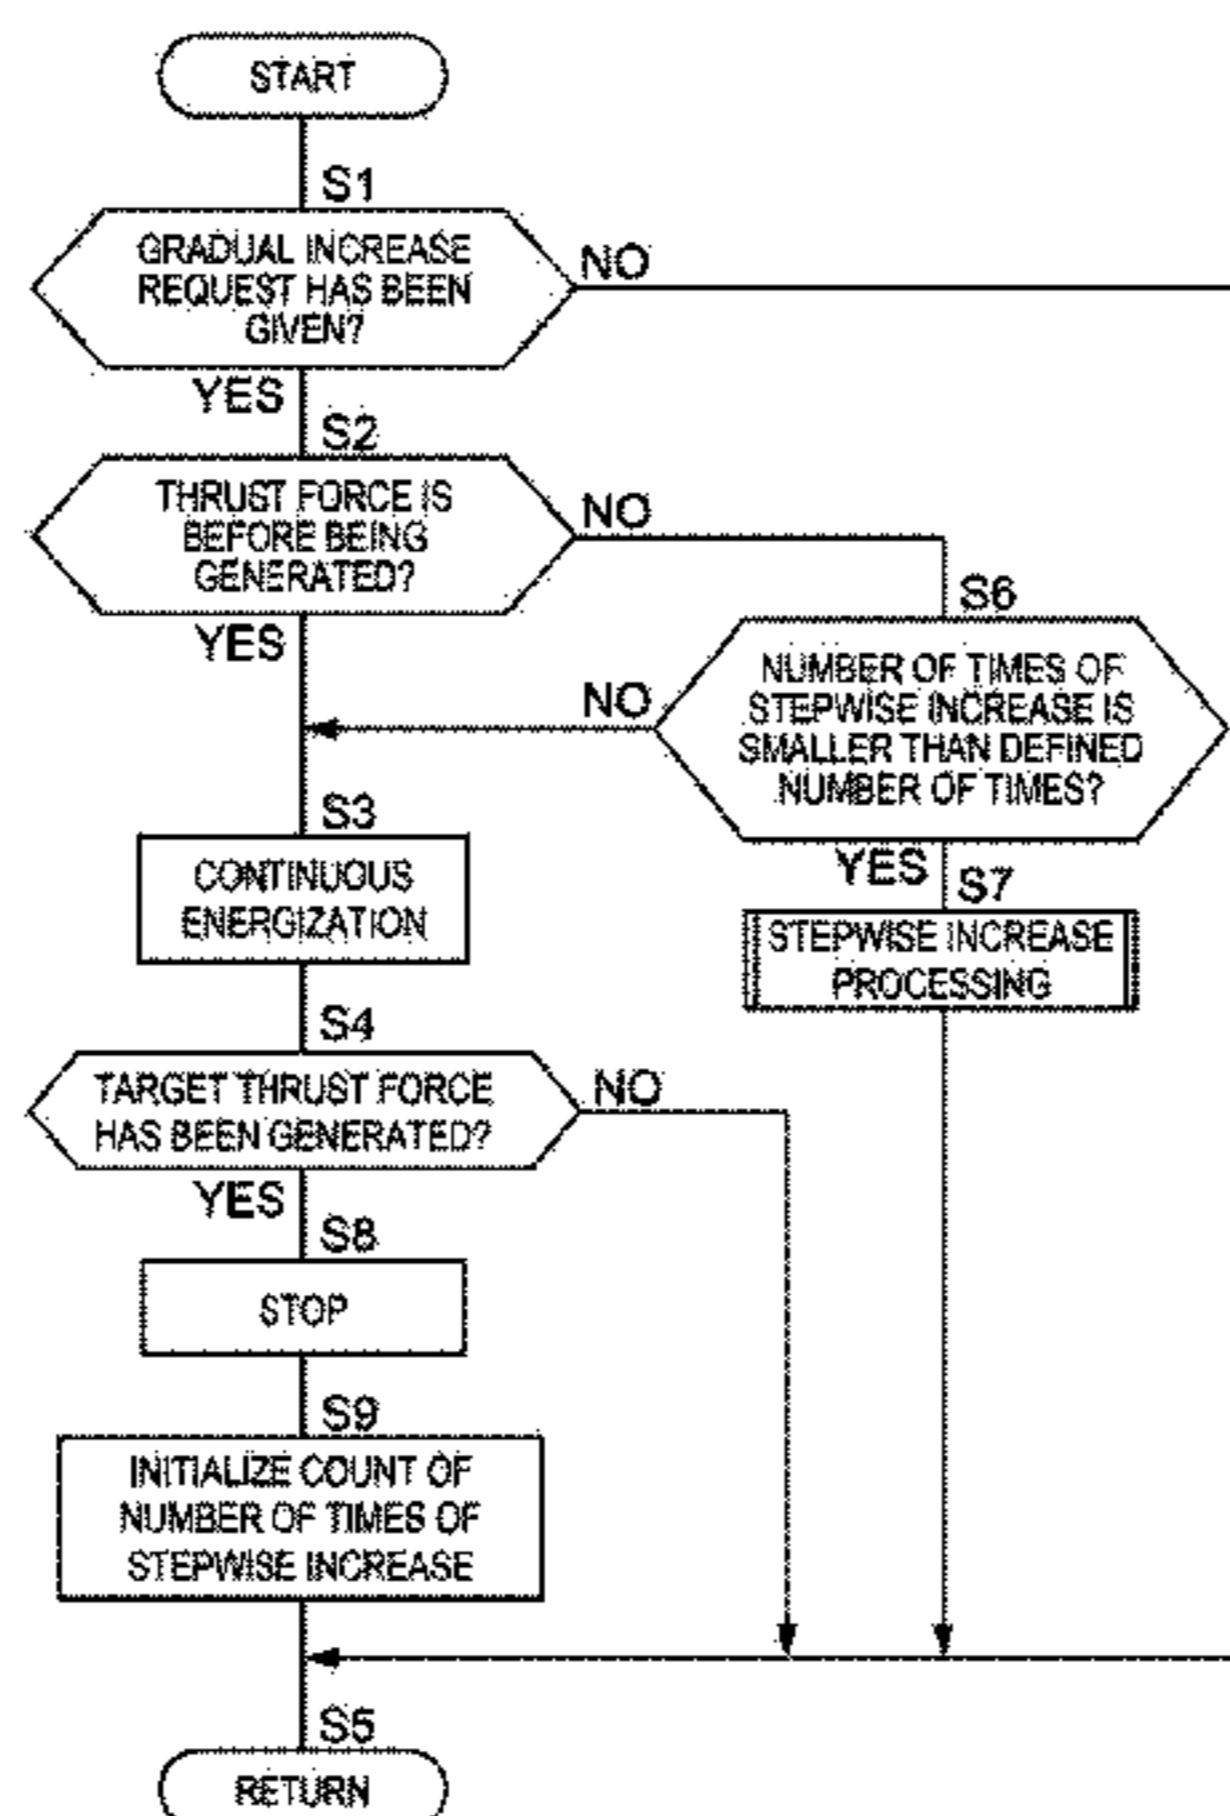 START
S1
GRADUAL INCREASE
REQUEST HAS BEEN
GIVEN?
NO
YES
S2
THRUST FORCE IS
BEFORE BEING
GENERATED?
NO
YES
S6
NUMBER OF TIMES OF
STEPWISE INCREASE IS
SMALLER THAN DEFINED
NUMBER OF TIMES?
NO
YES
S7
STEPWISE INCREASE
PROCESSING
S3
CONTINUOUS
ENERGIZATION
S4
TARGET THRUST FORCE
HAS BEEN GENERATED?
NO
YES
S8
STOP
S9
INITIALIZE COUNT OF
NUMBER OF TIMES OF
STEPWISE INCREASE
S5
RETURN